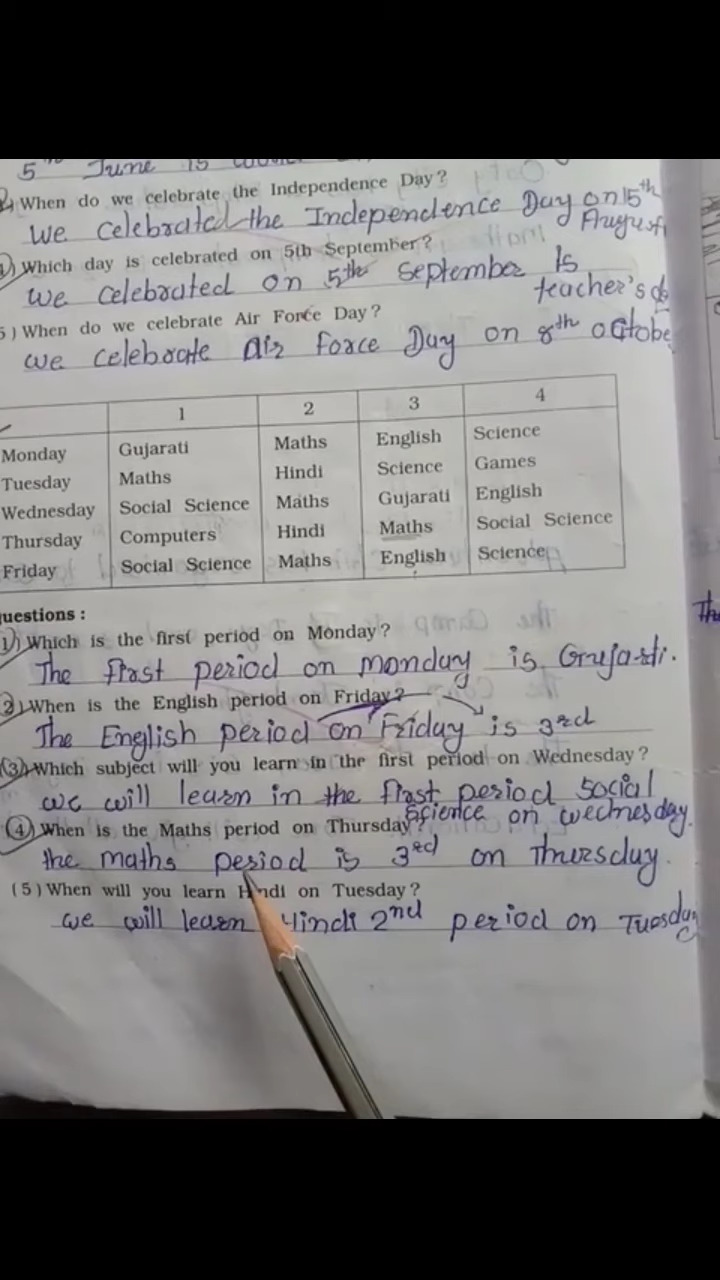 5th June is
When do we celebrate the Independence Day?
we celebrated the Independence Day on 15th
August
Which day is celebrated on 5th September?
we celebrated on 5th september Is
teacher's
5) When do we celebrate Air Force Day?
we celebrate Air Force Day on 8th octobe
1 2 3 4
Monday Gujarati Maths English Science
Tuesday Maths Hindi Science Games
Wednesday Social Science Maths Gujarati English
Thursday Computers Hindi Maths Social Science
Friday Social Science Maths English Science
uestions :
1) Which is the first period on Monday?
The first period on monday is Grujarti.
2) When is the English period on Friday?
The English period on Friday is 3rd
(3) Which subject will you learn in the first period on Wednesday?
we will learn in the first period social
science on wednesday.
(4) When is the Maths period on Thursday?
the maths period is 3rd on Thursday.
(5) When will you learn Hindi on Tuesday?
we will learn Hindi 2nd period on Tuesday